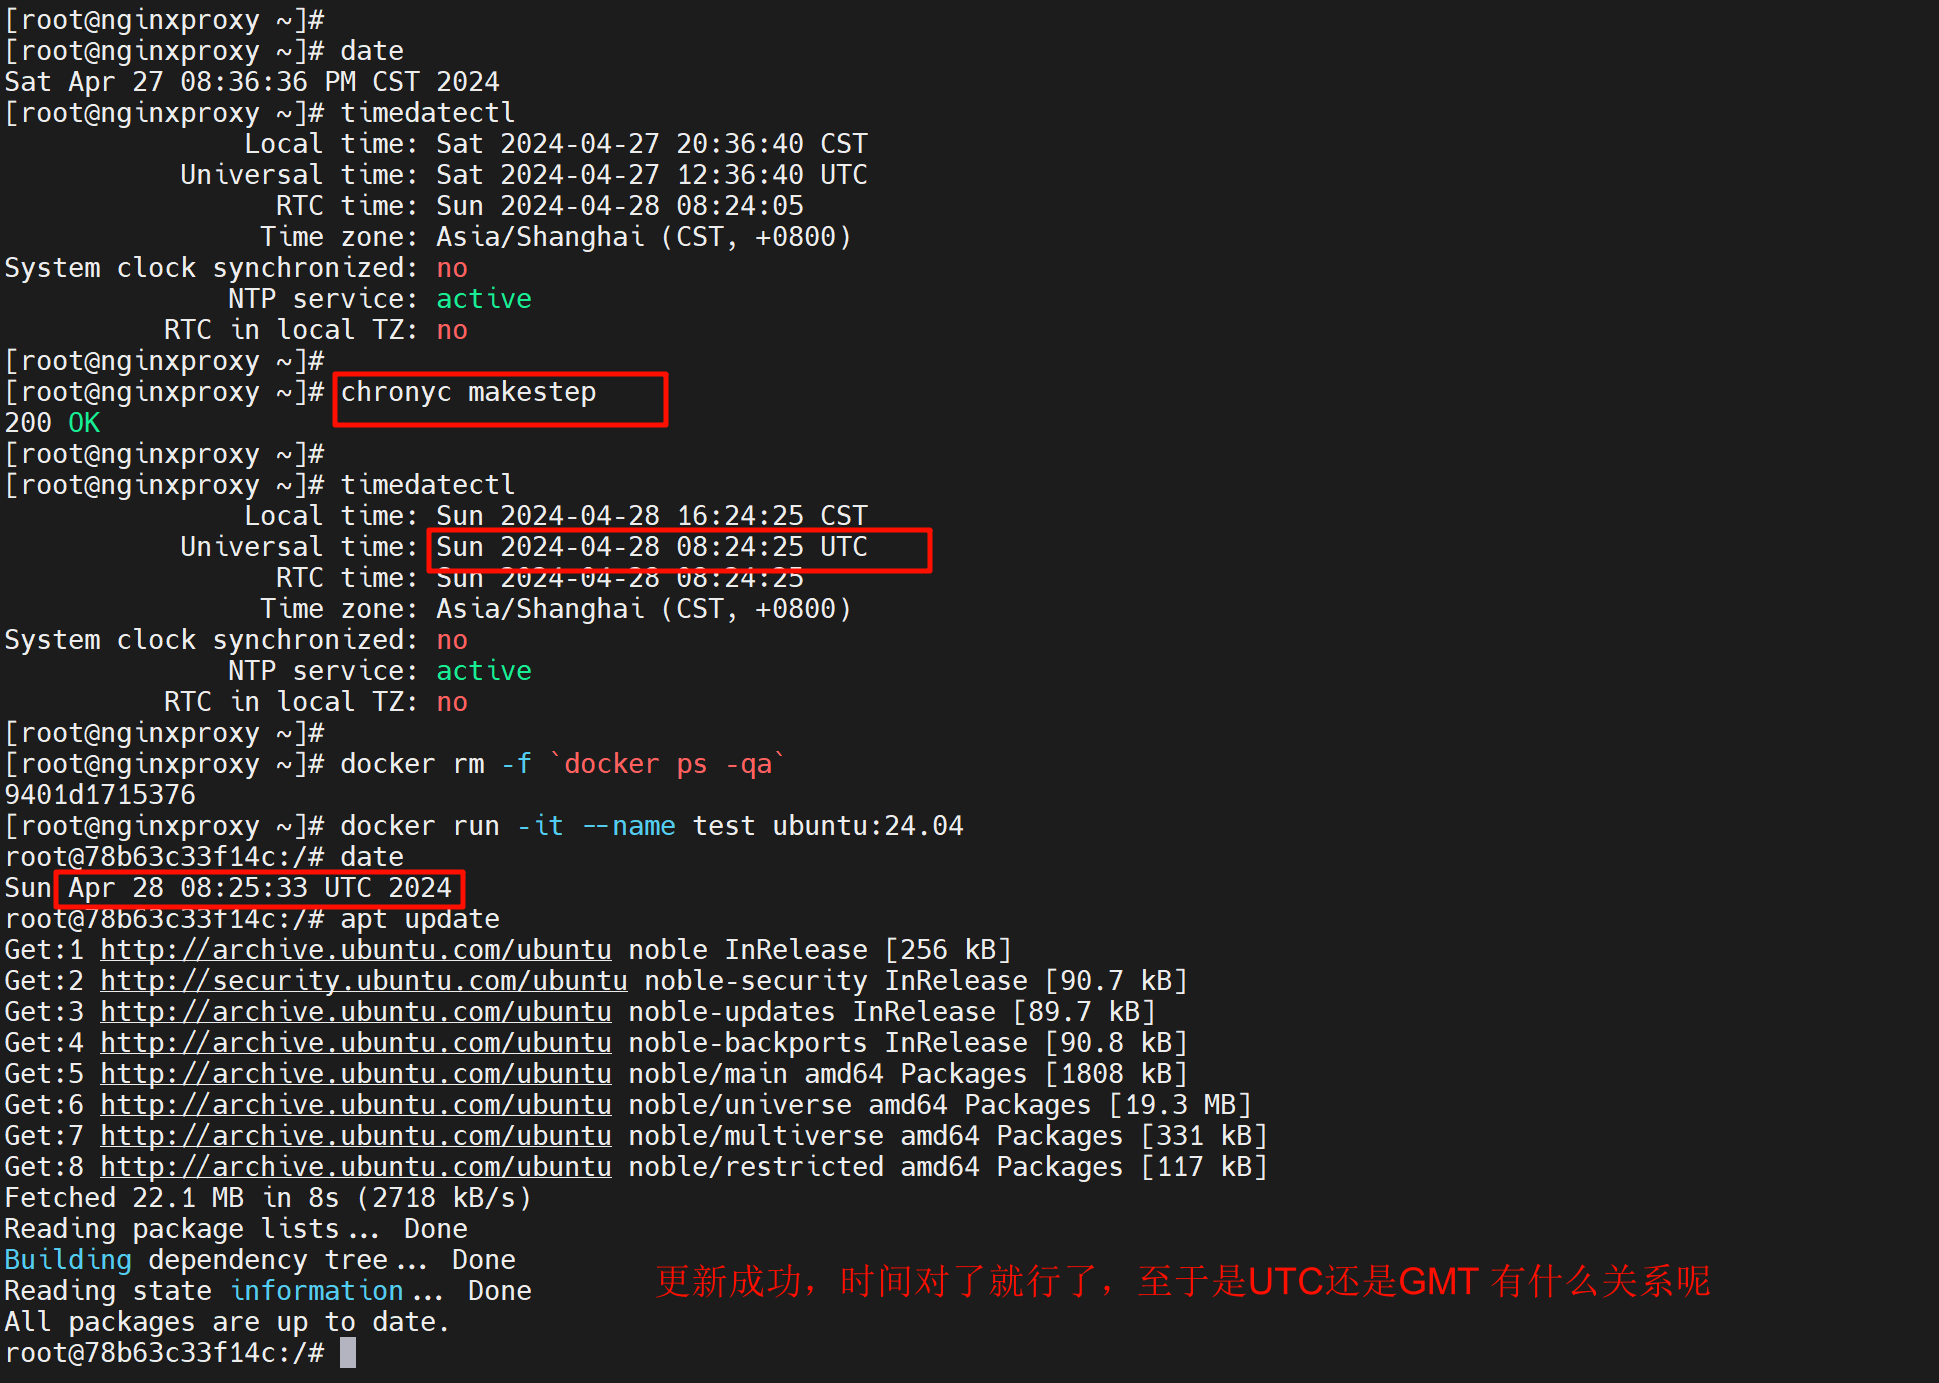 [root@nginxproxy ~]#
[root@nginxproxy ~]# date
Sat Apr 27 08:36:36 PM CST 2024
[root@nginxproxy ~]# timedatectl
Local time: Sat 2024-04-27 20:36:40 CST
Universal time: Sat 2024-04-27 12:36:40 UTC
RTC time: Sun 2024-04-28 08:24:05
Time zone: Asia/Shanghai (CST, +0800)
System clock synchronized: no
NTP service: active
RTC in local TZ: no
[root@nginxproxy ~]#
[root@nginxproxy ~]# chronyc makestep
200 OK
[root@nginxproxy ~]#
[root@nginxproxy ~]# timedatectl
Local time: Sun 2024-04-28 16:24:25 CST
Universal time: Sun 2024-04-28 08:24:25 UTC
RTC time: Sun 2024-04-28 08:24:25
Time zone: Asia/Shanghai (CST, +0800)
System clock synchronized: no
NTP service: active
RTC in local TZ: no
[root@nginxproxy ~]#
[root@nginxproxy ~]# docker rm -f `docker ps -qa`
9401d1715376
[root@nginxproxy ~]# docker run -it --name test ubuntu:24.04
root@78b63c33f14c:/# date
Sun Apr 28 08:25:33 UTC 2024
root@78b63c33f14c:/# apt update
Get:1 http://archive.ubuntu.com/ubuntu noble InRelease [256 kB]
Get:2 http://security.ubuntu.com/ubuntu noble-security InRelease [90.7 kB]
Get:3 http://archive.ubuntu.com/ubuntu noble-updates InRelease [89.7 kB]
Get:4 http://archive.ubuntu.com/ubuntu noble-backports InRelease [90.8 kB]
Get:5 http://archive.ubuntu.com/ubuntu noble/main amd64 Packages [1808 kB]
Get:6 http://archive.ubuntu.com/ubuntu noble/universe amd64 Packages [19.3 MB]
Get:7 http://archive.ubuntu.com/ubuntu noble/multiverse amd64 Packages [331 kB]
Get:8 http://archive.ubuntu.com/ubuntu noble/restricted amd64 Packages [117 kB]
Fetched 22.1 MB in 8s (2718 kB/s)
Reading package lists... Done
Building dependency tree... Done
Reading state information... Done
更新成功，时间对了就行了，至于是UTC还是GMT 有什么关系呢
All packages are up to date.
root@78b63c33f14c:/#